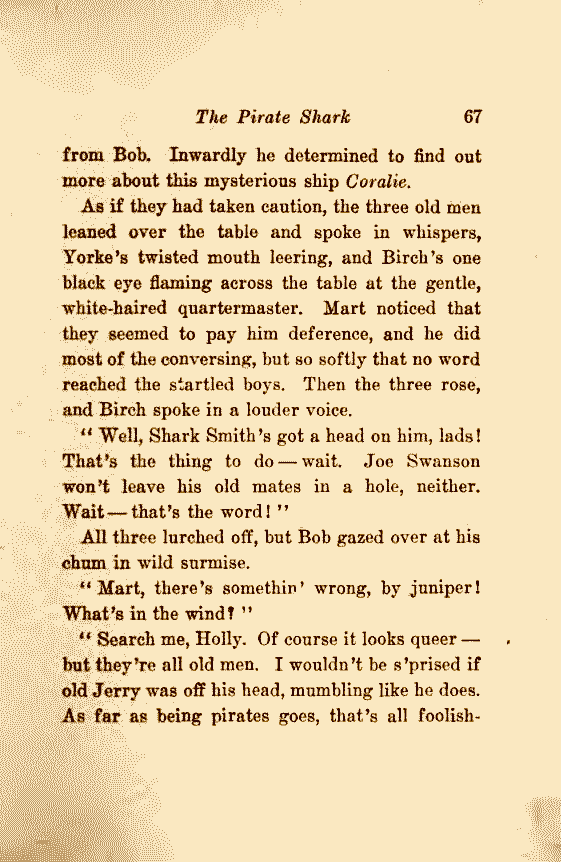 The Pirate Shark 67
from Bob. Inwardly he determined to find out
more about this mysterious ship Coralie.
As if they had taken caution, the three old men
leaned over the table and spoke in whispers,
Yorke's twisted mouth leering, and Birch's one
black eye flaming across the table at the gentle,
white-haired quartermaster. Mart noticed that
they seemed to pay him deference, and he did
most of the conversing, but so softly that no word
reached the startled boys. Then the three rose,
and Birch spoke in a louder voice.
“ Well, Shark Smith's got a head on him, lads!
That's the thing to do — wait. Joe Swanson
won't leave his old mates in a hole, neither.
Wait — that's the word! ”
All three lurched off, but Bob gazed over at his
chum in wild surmise.
“ Mart, there's somethin' wrong, by juniper!
What's in the wind? ”
“ Search me, Holly. Of course it looks queer —
but they're all old men. I wouldn't be s'prised if
old Jerry was off his head, mumbling like he does.
As far as being pirates goes, that's all foolish-